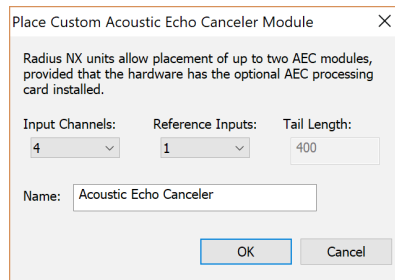 Place Custom Acoustic Echo Canceler Module
Radius NX units allow placement of up to two AEC modules,
provided that the hardware has the optional AEC processing
card installed.
Input Channels: Reference Inputs: Tail Length:
4 1 400
Name: Acoustic Echo Canceler
OK Cancel